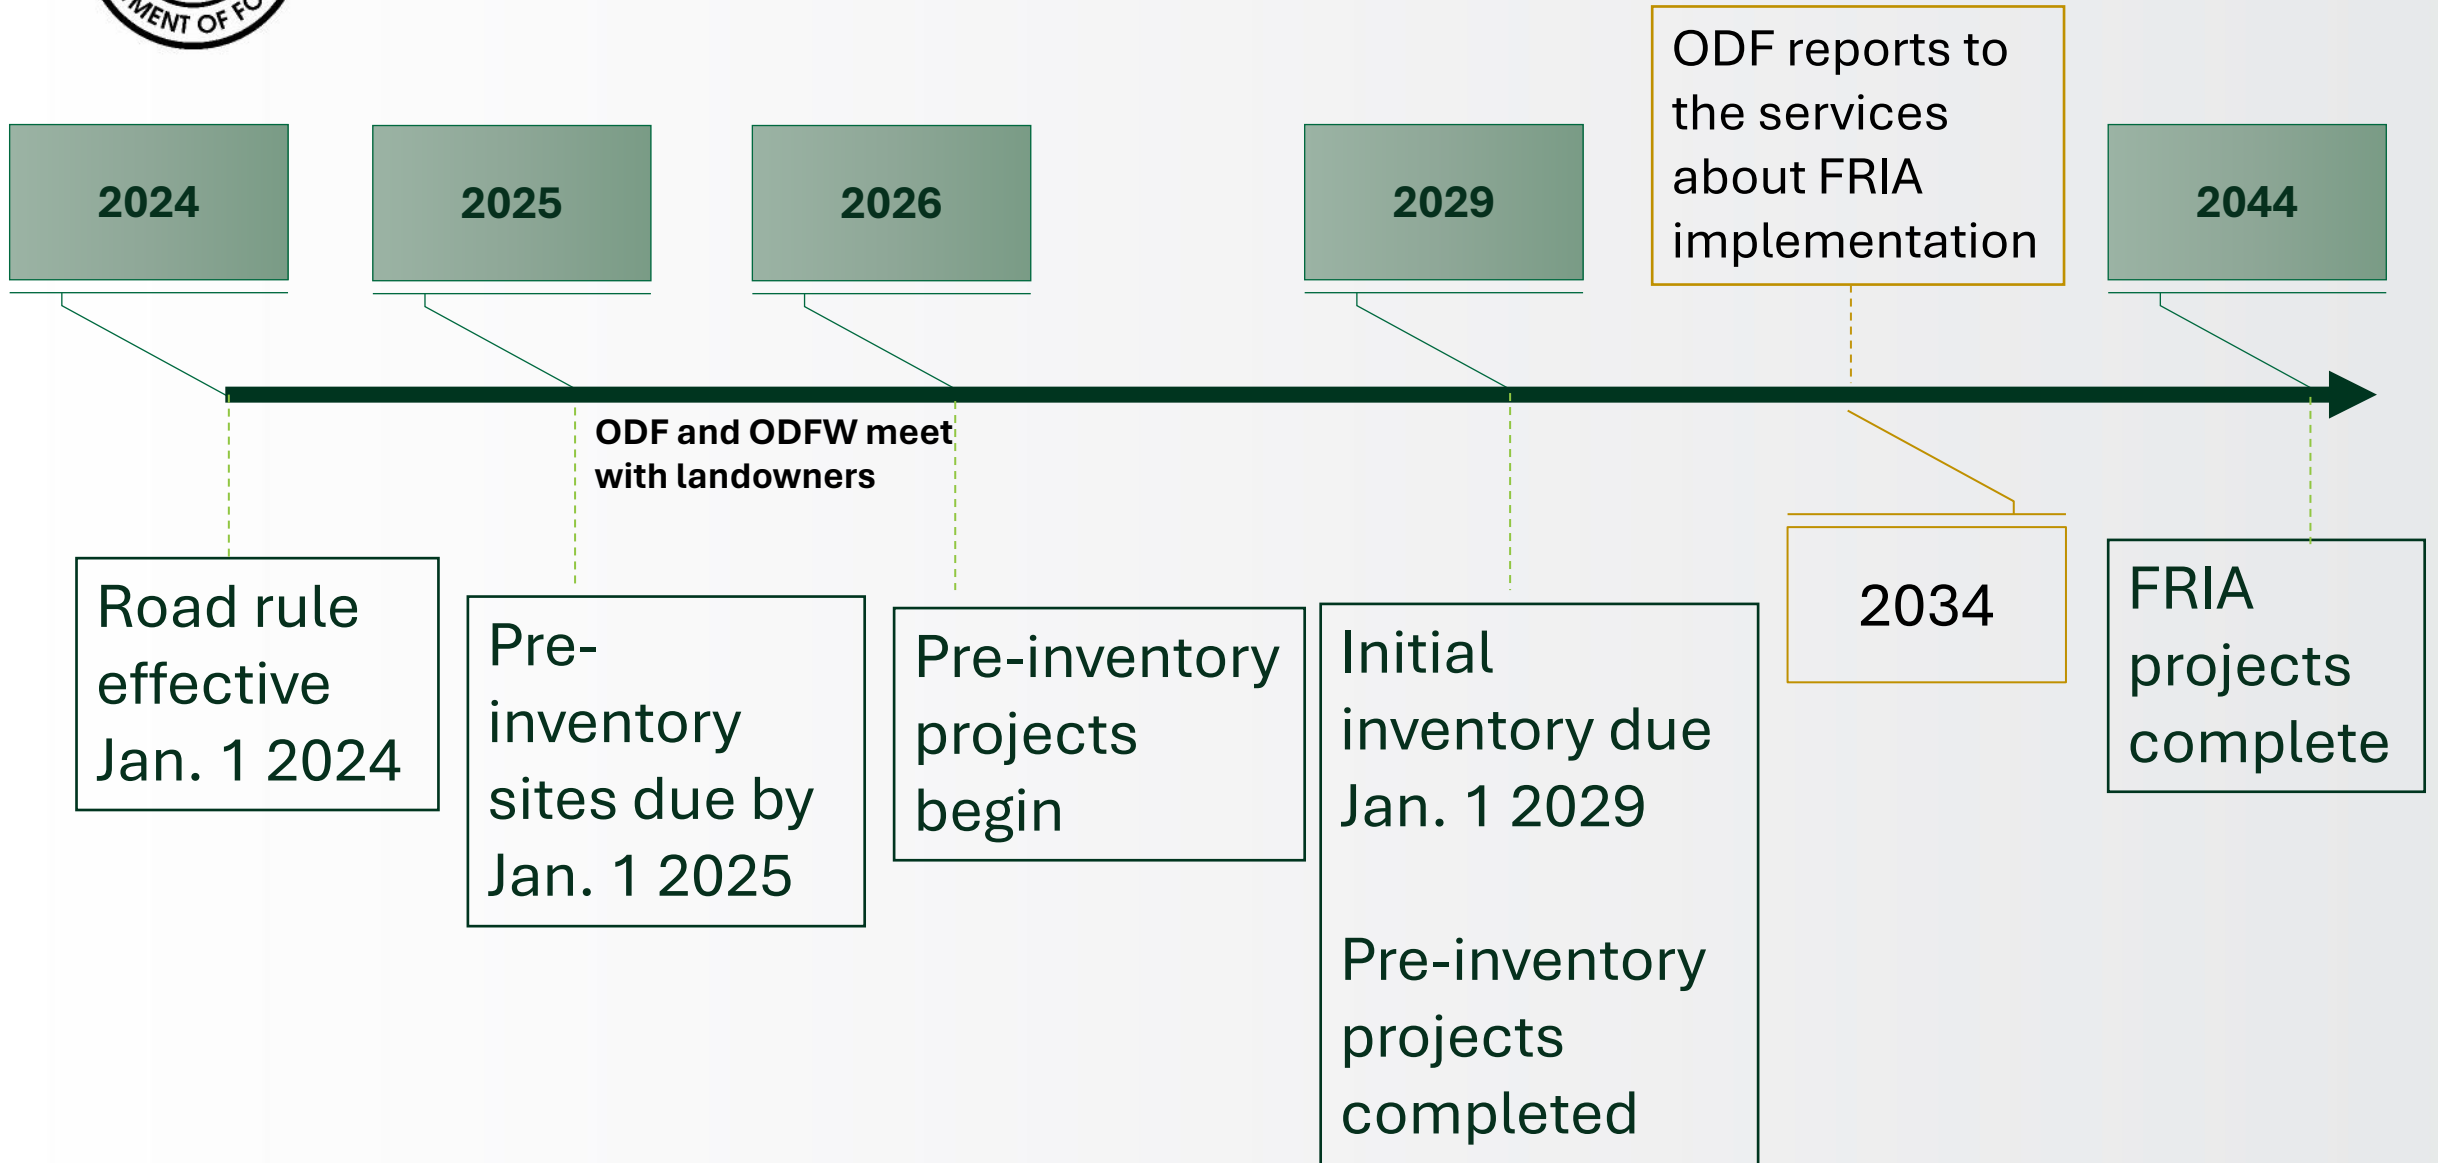 MENT OF FO
ODF reports to
the services
about FRIA
implementation
2024
2025
2026
2029
2044
ODF and ODFW meet
with landowners
Road rule
effective
Jan. 1 2024
Pre-
inventory
sites due by
Jan. 1 2025
Pre-inventory
projects
begin
Initial
inventory due
Jan. 1 2029
Pre-inventory
projects
completed
2034
FRIA
projects
complete